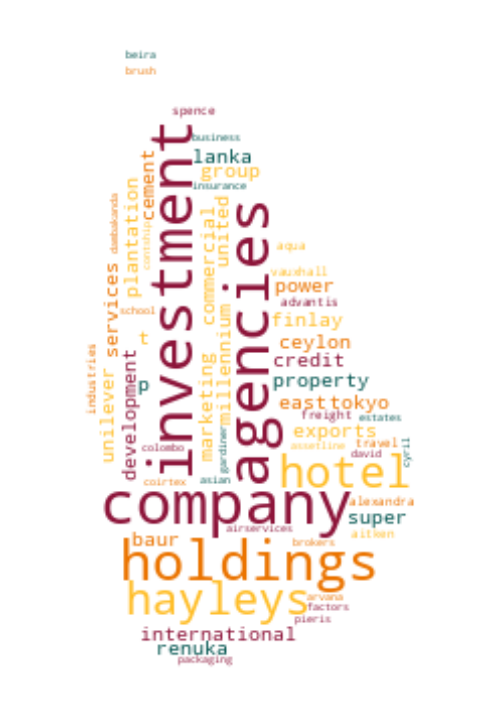 beira
brush
spence
business
lanka
group
insurance
cement
investment
plantation
contship
dambakanda
commercial
united
agencies
aqua
vauxhall
power
advantis
services
school
finlay
t
millennium
ceylon
credit
industries
unilever
development
p
marketing
property
east
tokyo
freight
estates
exports
colombo
gardiner
assetline
travel
david
cyril
coirtex
asian
hotel
company
alexandra
super
airservices
aitken
baur
brokers
holdings
hayleys
arvana
factors
pieris
international
renuka
packaging